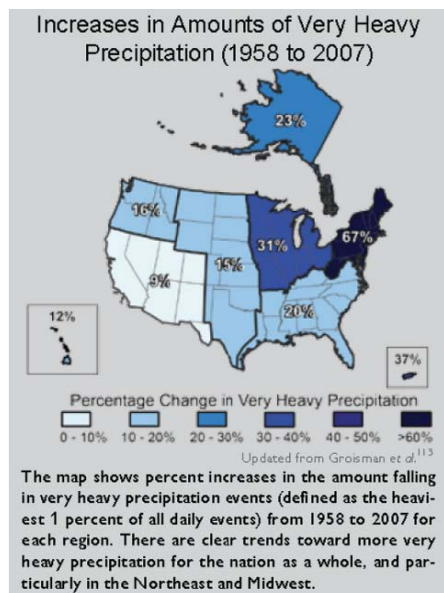 Increases in Amounts of Very Heavy
Precipitation (1958 to 2007)
23%
16%
67%
31%
15%
9%
20%
12%
37%
Percentage Change in Very Heavy Precipitation
0 - 10% 10 - 20% 20 - 30% 30 - 40% 40 - 50% >60%
Updated from Groisman et al.113
The map shows percent increases in the amount falling
in very heavy precipitation events (defined as the heavi-
est 1 percent of all daily events) from 1958 to 2007 for
each region. There are clear trends toward more very
heavy precipitation for the nation as a whole, and par-
ticularly in the Northeast and Midwest.